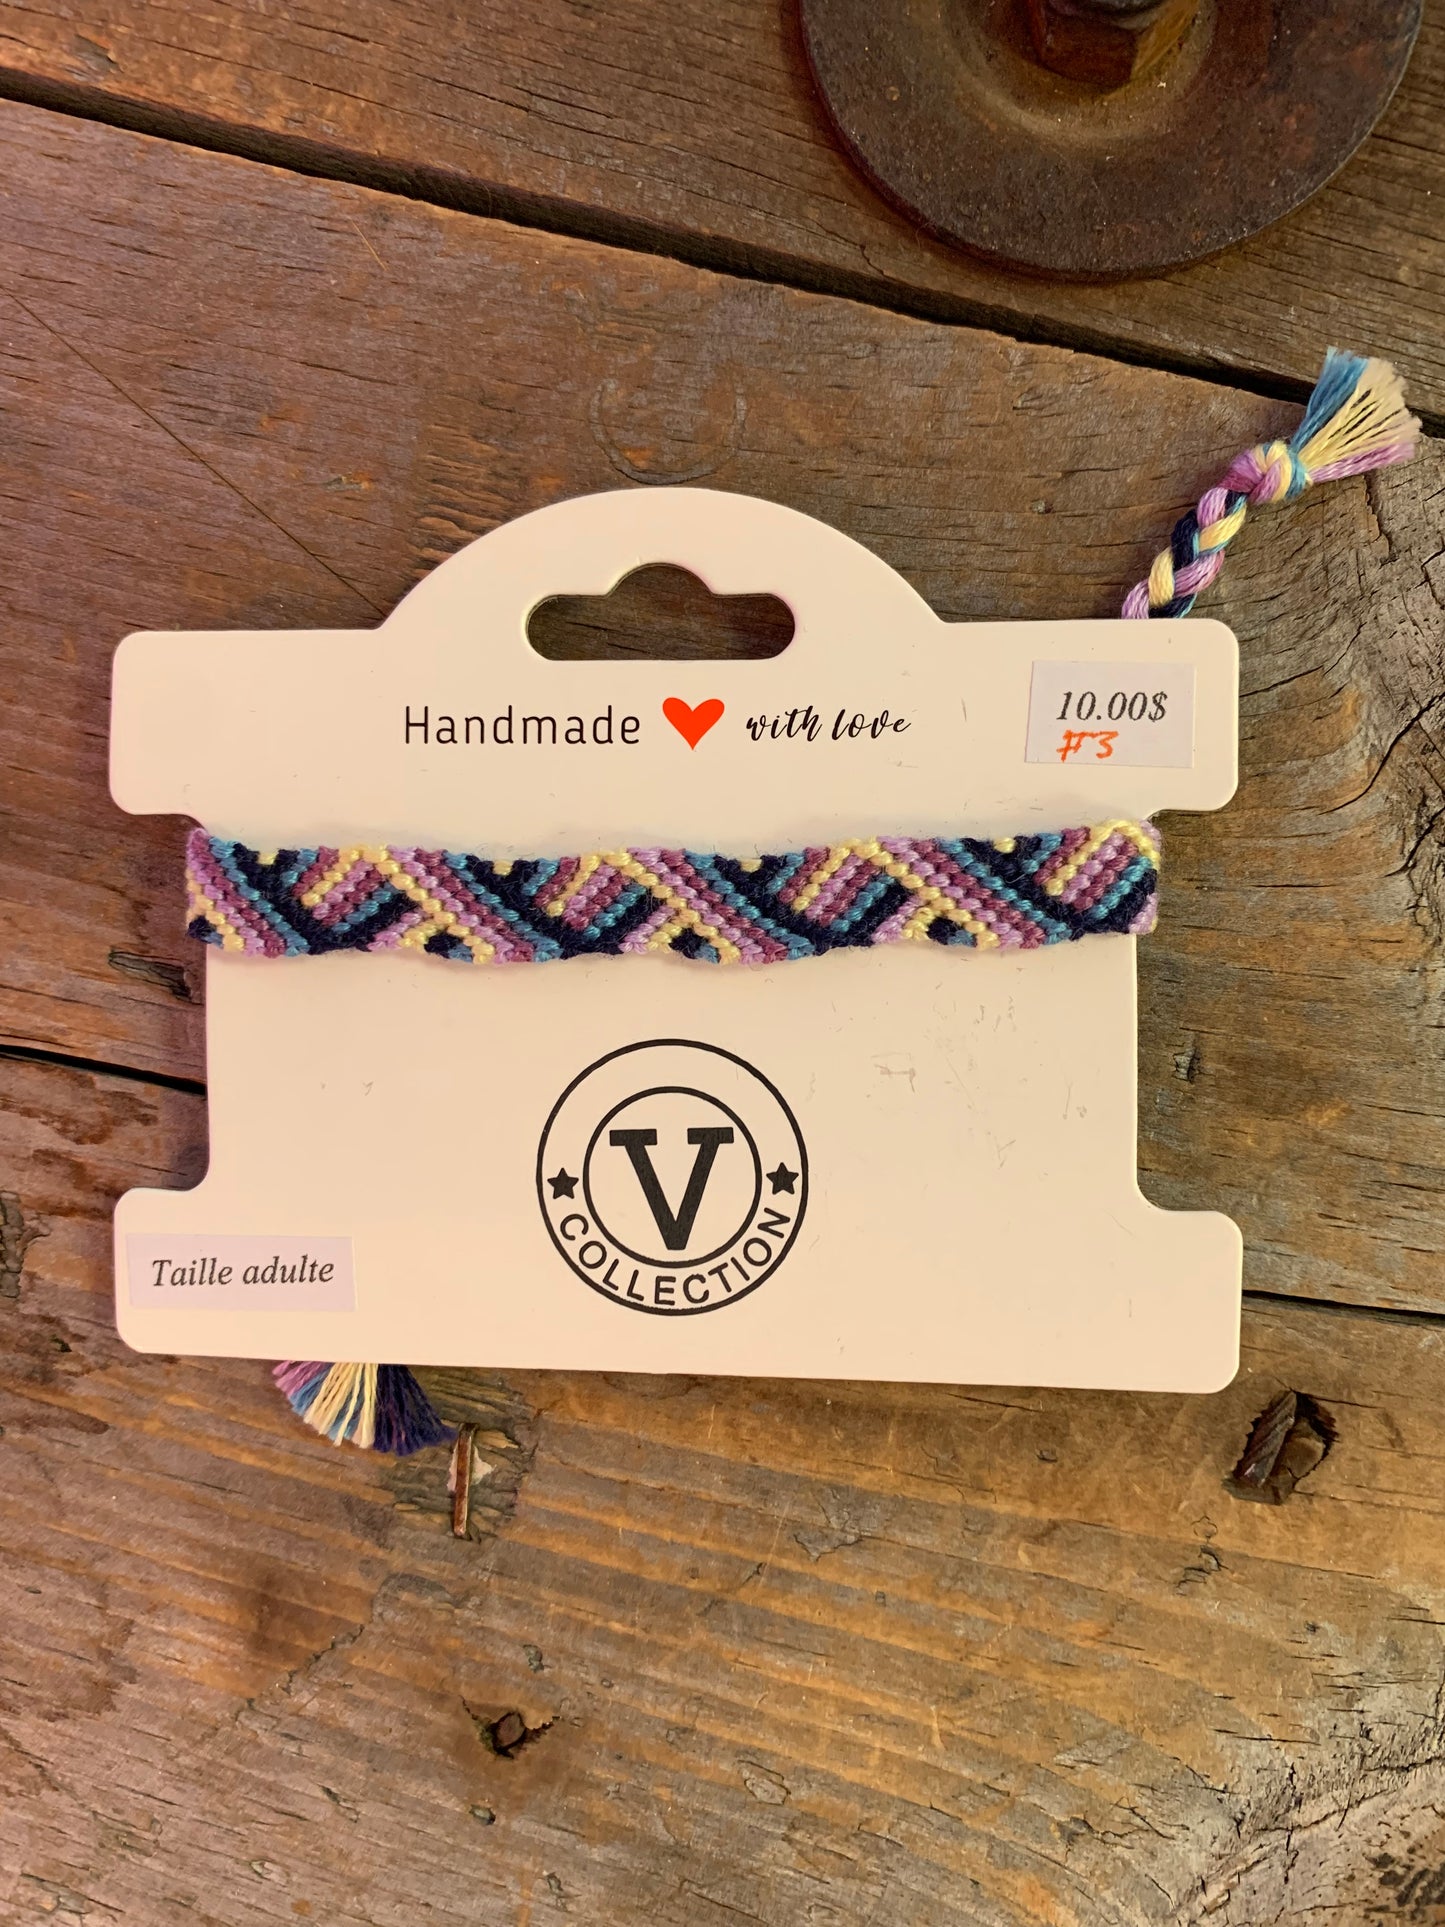 Handmade with love
10.00$
#3
V
COLLECTION
Taille adulte